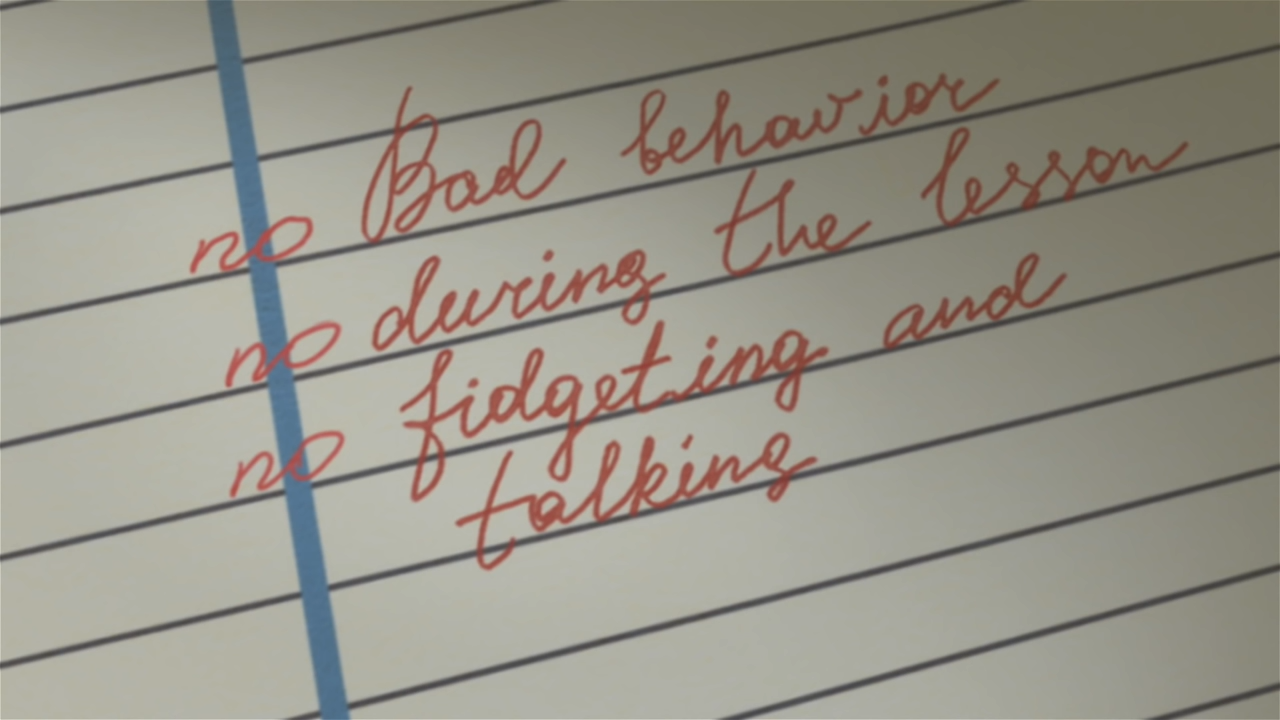 no Bad behavior
no during the lesson
no fidgeting and
talking